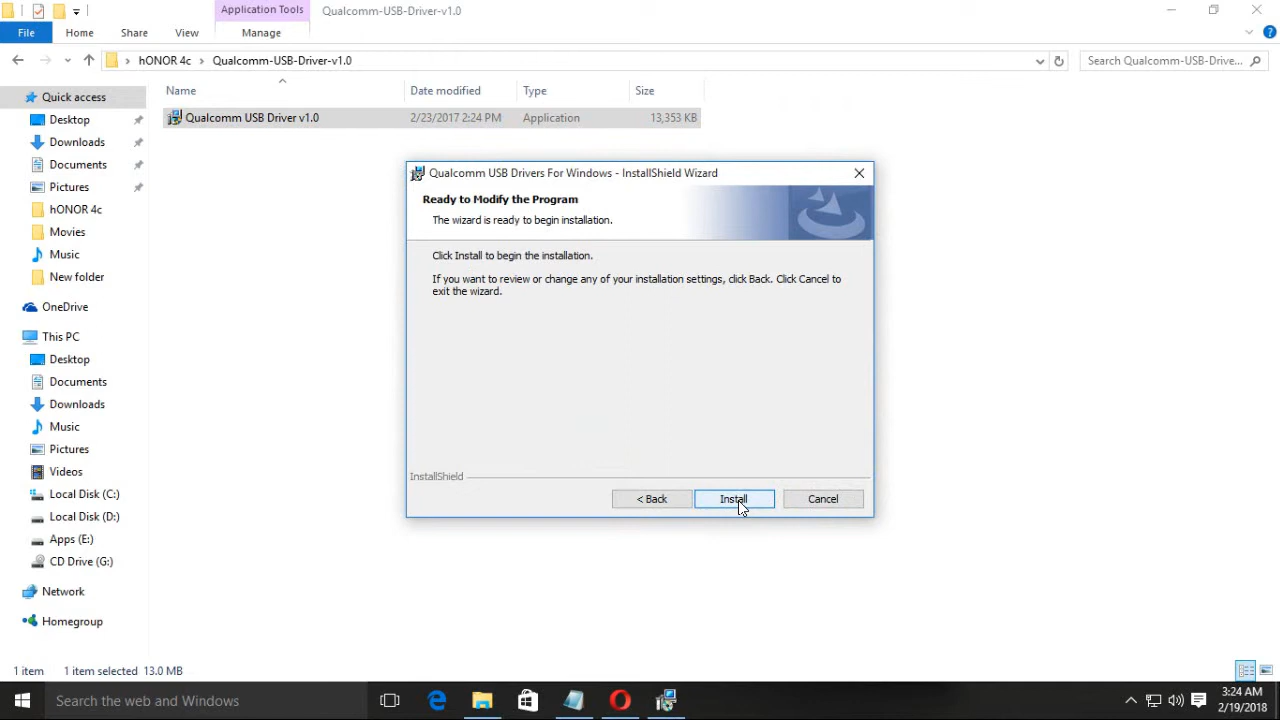 Application Tools
Qualcomm-USB-Driver-v1.0
File
Home
Share
View
Manage
hONOR 4c
Qualcomm-USB-Driver-v1.0
Search Qualcomm-USB-Drive...
Name
Date modified
Type
Size
Qualcomm USB Driver v1.0
2/23/2017 2:24 PM
Application
13,353 KB
Quick access
Desktop
Downloads
Documents
Pictures
hONOR 4c
Movies
Music
New folder
OneDrive
This PC
Desktop
Documents
Downloads
Music
Pictures
Videos
Local Disk (C:)
Local Disk (D:)
Apps (E:)
CD Drive (G:)
Network
Homegroup
Qualcomm USB Drivers For Windows - InstallShield Wizard
Ready to Modify the Program
The wizard is ready to begin installation.
Click Install to begin the installation.
If you want to review or change any of your installation settings, click Back. Click Cancel to
exit the wizard.
InstallShield
< Back
Install
Cancel
1 item
1 item selected 13.0 MB
Search the web and Windows
3:24 AM
2/19/2018